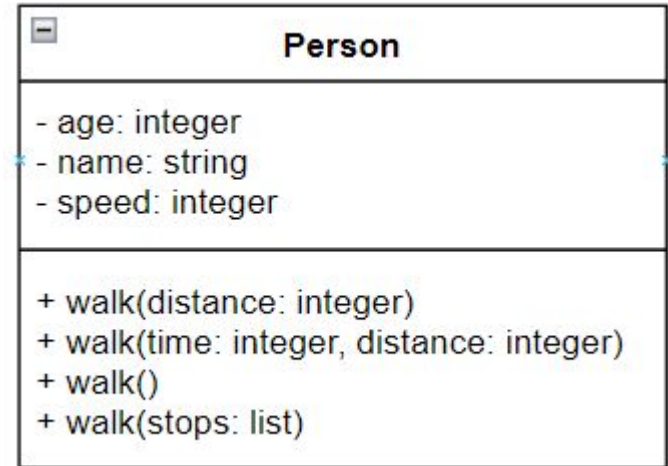 Person
- age: integer
- name: string
- speed: integer
+ walk(distance: integer)
+ walk(time: integer, distance: integer)
+ walk()
+ walk(stops: list)